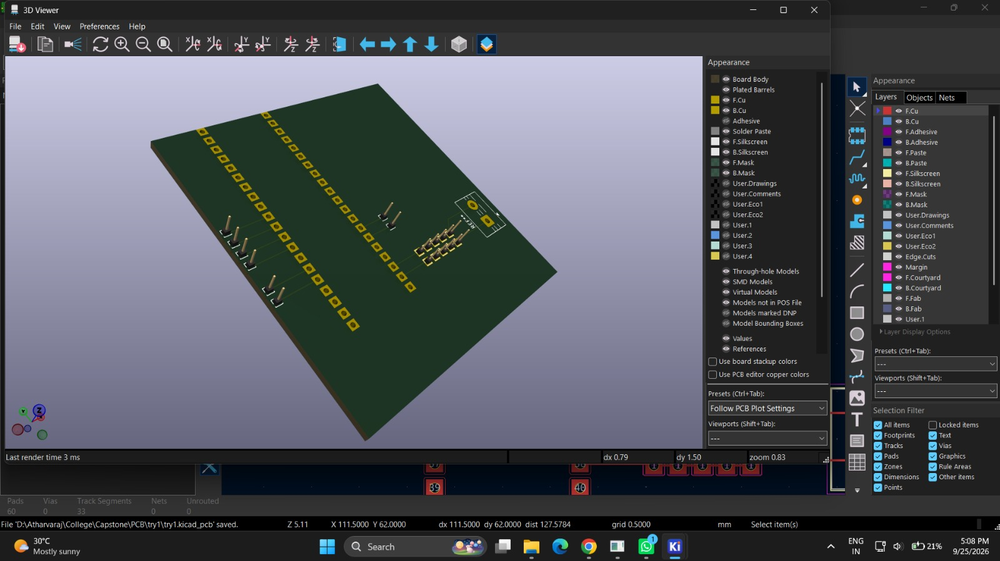 3D Viewer
File Edit View Preferences Help
Appearance
Board Body
Plated Barrels
F.Cu
B.Cu
Adhesive
Solder Paste
F.Silkscreen
B.Silkscreen
F.Mask
B.Mask
User.Drawings
User.Comments
User.Eco1
User.Eco2
User.1
User.2
User.3
User.4
Through-hole Models
SMD Models
Virtual Models
Models not in POS File
Models marked DNP
Model Bounding Boxes
Values
References
Use board stackup colors
Use PCB editor copper colors
Presets (Ctrl+Tab):
Follow PCB Plot Settings
Viewports (Shift+Tab):
---
REF**
Z
Y
Last render time 3 ms dx 0.79 dy 1.50 zoom 0.83
Appearance
Layers Objects Nets
F.Cu
B.Cu
F.Adhesive
B.Adhesive
F.Paste
B.Paste
F.Silkscreen
B.Silkscreen
F.Mask
B.Mask
User.Drawings
User.Comments
User.Eco1
User.Eco2
Edge.Cuts
Margin
F.Courtyard
B.Courtyard
F.Fab
B.Fab
User.1
Layer Display Options
Presets (Ctrl+Tab):
---
Viewports (Shift+Tab):
---
Selection Filter
All items Locked items
Footprints Text
Tracks Vias
Pads Graphics
Zones Rule Areas
Dimensions Other items
Points
39 40
1 1 1 1 1
Pads Vias Track Segments Nets Unrouted
60 0 33 0 0
File 'D:\Atharvaraj\College\Capstone\PCB\try1\try1.kicad_pcb' saved. Z 5.11 X 111.5000 Y 62.0000 dx 111.5000 dy 62.0000 dist 127.5784 grid 0.5000 mm Select item(s)
30°C
Mostly sunny
Search
1
Ki
ENG
IN
21%
5:08 PM
9/25/2026